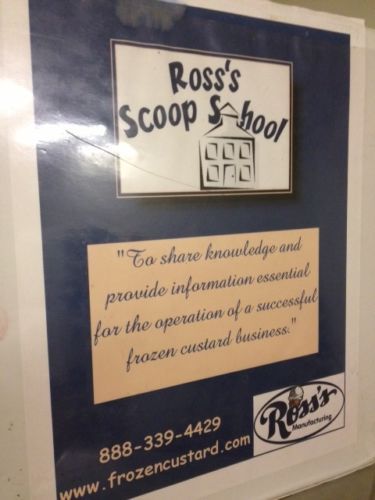 Ross's
Scoop School
"To share knowledge and
provide information essential
for the operation of a successful
frozen custard business."
888-339-4429
www.frozencustard.com
Ross's
Manufacturing